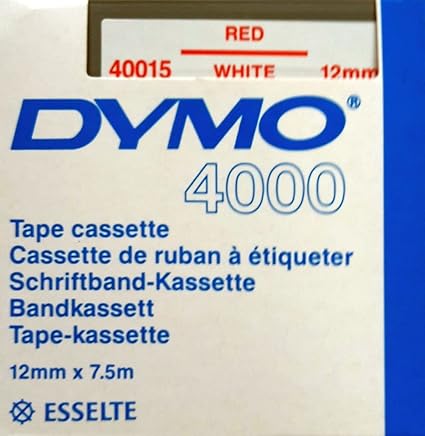 RED
40015 WHITE 12mm
DYMO®
4000
Tape cassette
Cassette de ruban à étiqueter
Schriftband-Kassette
Bandkassett
Tape-kassette
12mm x 7.5m
ESSELTE